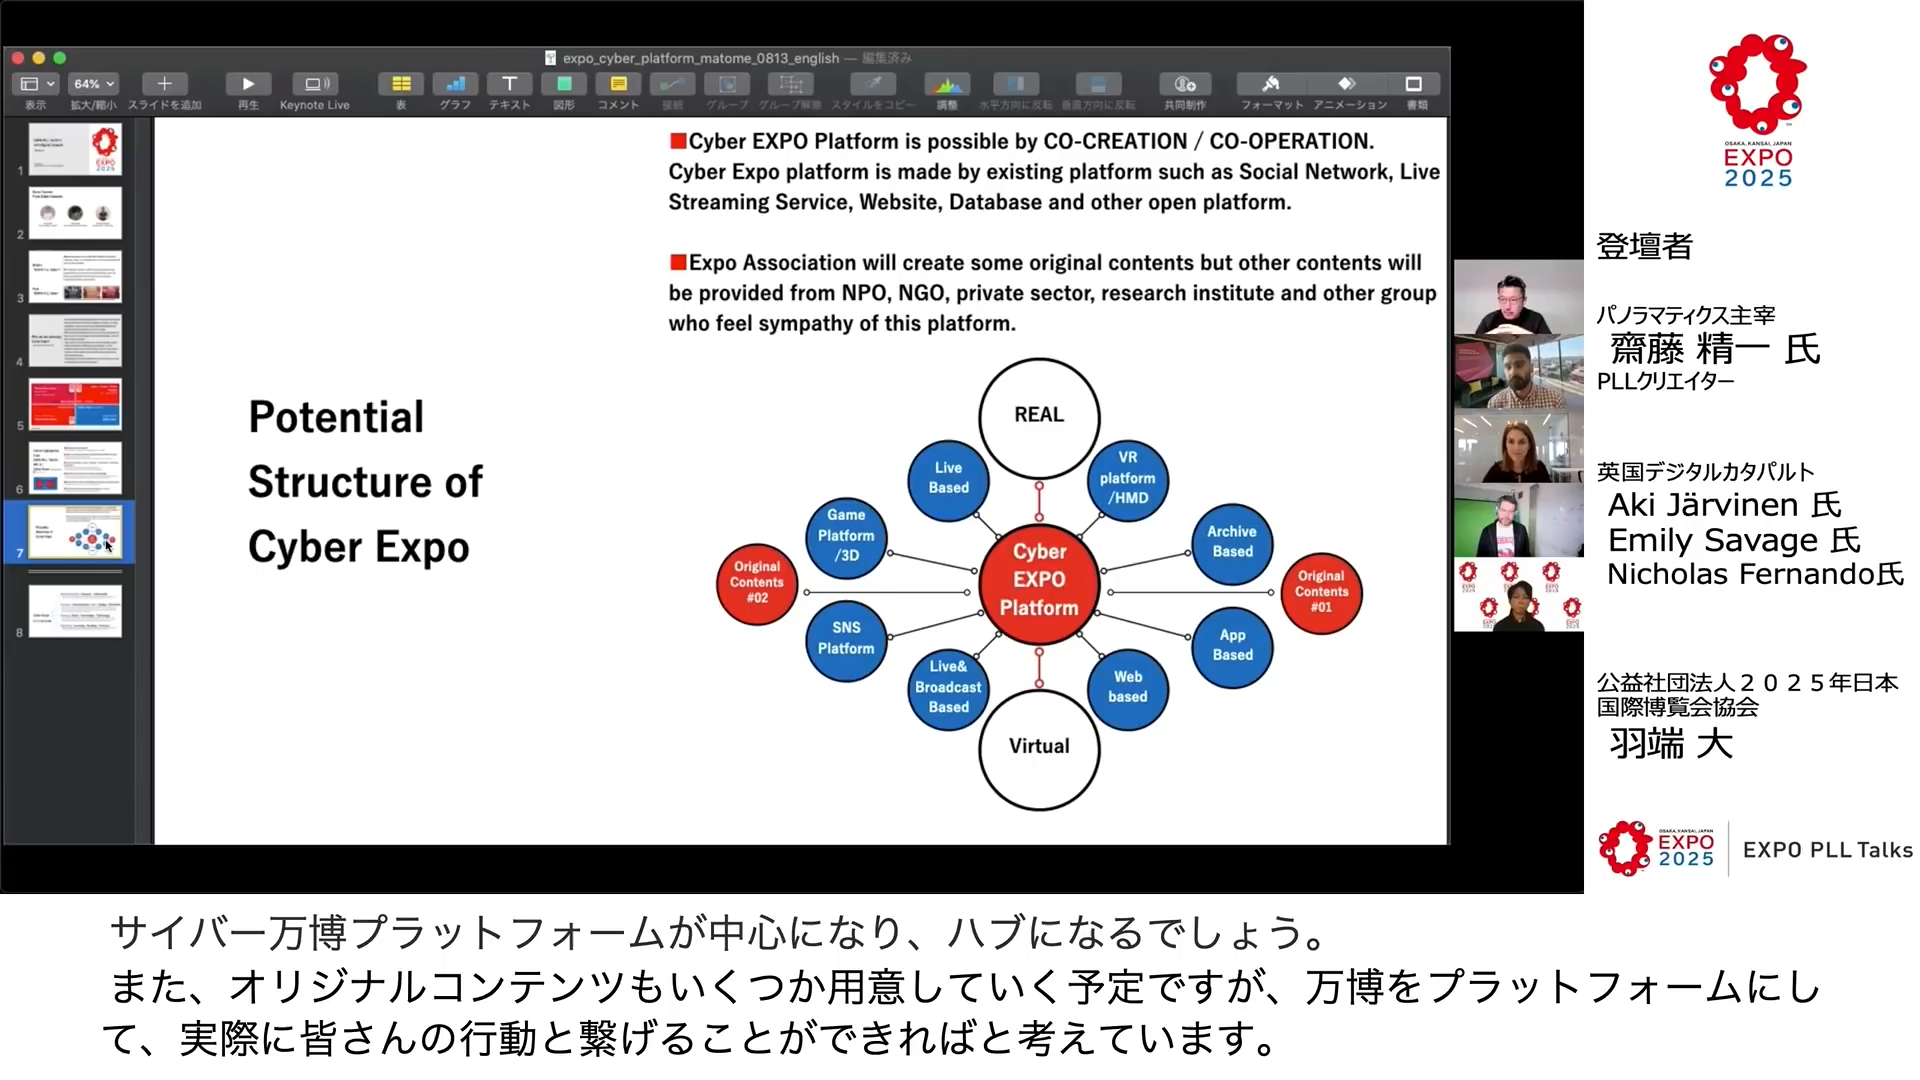 expo_cyber_platform_matome_0813_english — 編集済み
64%
表示
拡大/縮小
スライドを追加
再生
Keynote Live
表
グラフ
テキスト
図形
コメント
接続
グループ
グループ解除
スタイルをコピー
調整
水平方向に反転
垂直方向に反転
共同制作
フォーマット
アニメーション
書類
1
2
3
4
5
6
7
8
■Cyber EXPO Platform is possible by CO-CREATION / CO-OPERATION.
Cyber Expo platform is made by existing platform such as Social Network, Live
Streaming Service, Website, Database and other open platform.
■Expo Association will create some original contents but other contents will
be provided from NPO, NGO, private sector, research institute and other group
who feel sympathy of this platform.
Potential
Structure of
Cyber Expo
REAL
Live
Based
VR
platform
/HMD
Game
Platform
/3D
Archive
Based
Original
Contents
#02
Cyber
EXPO
Platform
Original
Contents
#01
SNS
Platform
App
Based
Live&
Broadcast
Based
Web
based
Virtual
OSAKA, KANSAI, JAPAN
EXPO
2025
登壇者
パノラマティクス主宰
齋藤 精一 氏
PLLクリエイター
英国デジタルカタパルト
Aki Järvinen 氏
Emily Savage 氏
Nicholas Fernando氏
公益社団法人２０２５年日本
国際博覧会協会
羽端 大
OSAKA, KANSAI, JAPAN
EXPO
2025
EXPO PLL Talks
サイバー万博プラットフォームが中心になり、ハブになるでしょう。
また、オリジナルコンテンツもいくつか用意していく予定ですが、万博をプラットフォームにし
て、実際に皆さんの行動と繋げることができればと考えています。